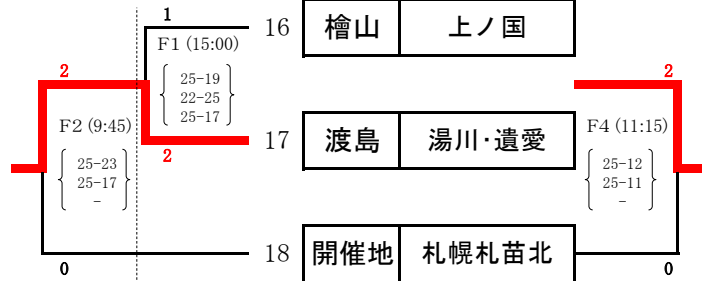 1
16 檜山 上ノ国
F1 (15:00)
2
25-19
22-25
25-17
2
F2 (9:45)
25-23
25-17
-
17 渡島 湯川・遺愛
2
F4 (11:15)
25-12
25-11
-
18 開催地 札幌札苗北
0
0